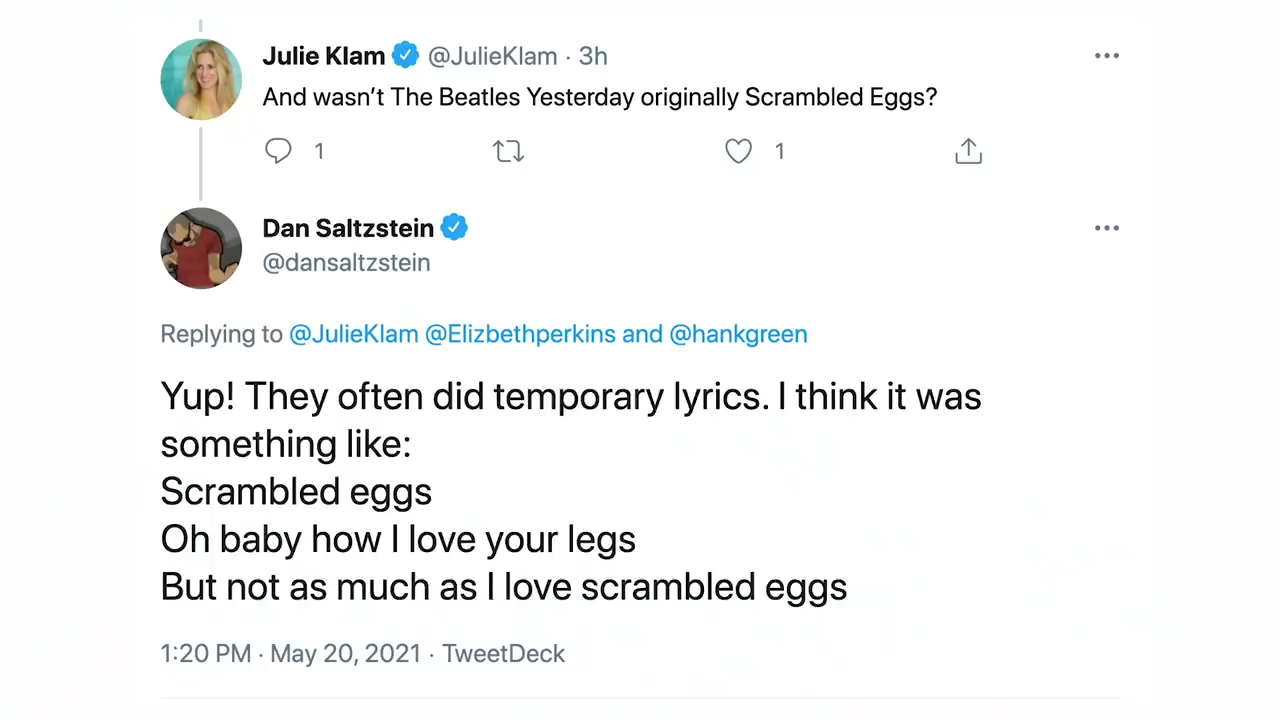 Julie Klam @JulieKlam · 3h
And wasn't The Beatles Yesterday originally Scrambled Eggs?
1 1
Dan Saltzstein
@dansaltzstein
Replying to @JulieKlam @Elizbethperkins and @hankgreen
Yup! They often did temporary lyrics. I think it was
something like:
Scrambled eggs
Oh baby how I love your legs
But not as much as I love scrambled eggs
1:20 PM · May 20, 2021 · TweetDeck